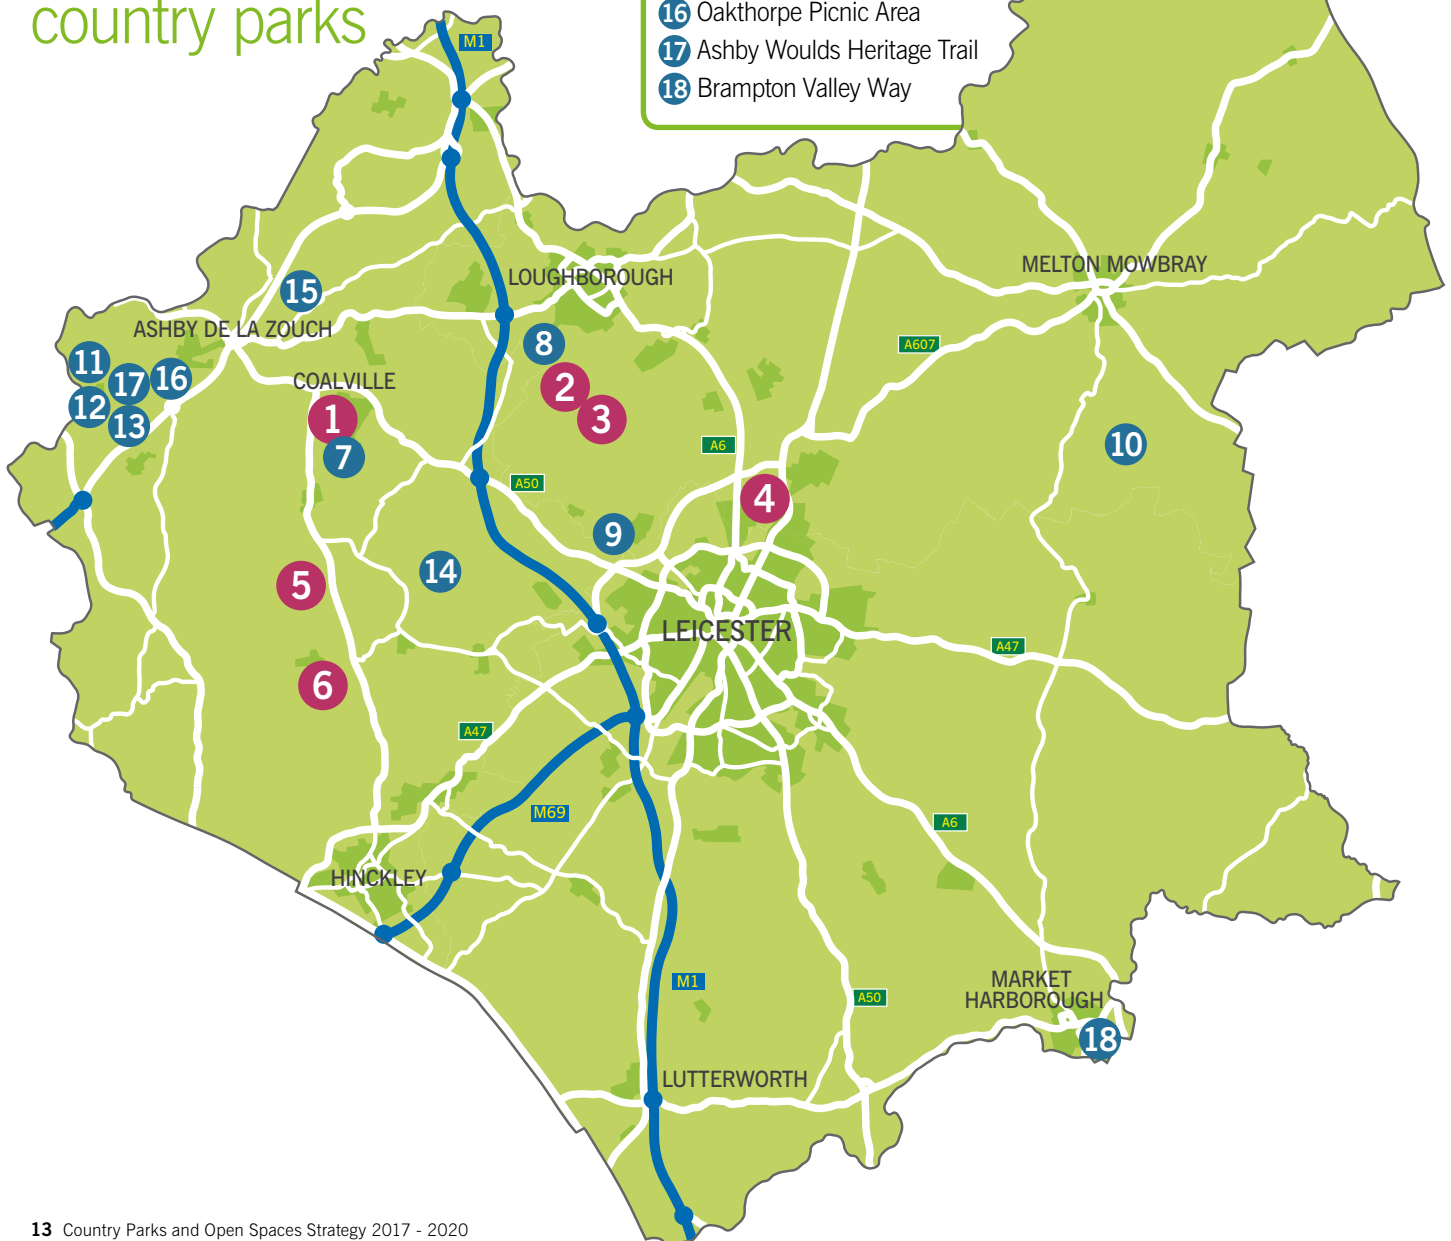 country parks
16 Oakthorpe Picnic Area
17 Ashby Woulds Heritage Trail
18 Brampton Valley Way
M1
LOUGHBOROUGH
MELTON MOWBRAY
15
ASHBY DE LA ZOUCH
8
A607
11
17
16
COALVILLE
2
12
13
1
3
7
A6
10
A50
4
9
14
5
LEICESTER
A47
6
A47
M69
A6
HINCKLEY
M1
A50
MARKET
HARBOROUGH
18
LUTTERWORTH
13 Country Parks and Open Spaces Strategy 2017 - 2020